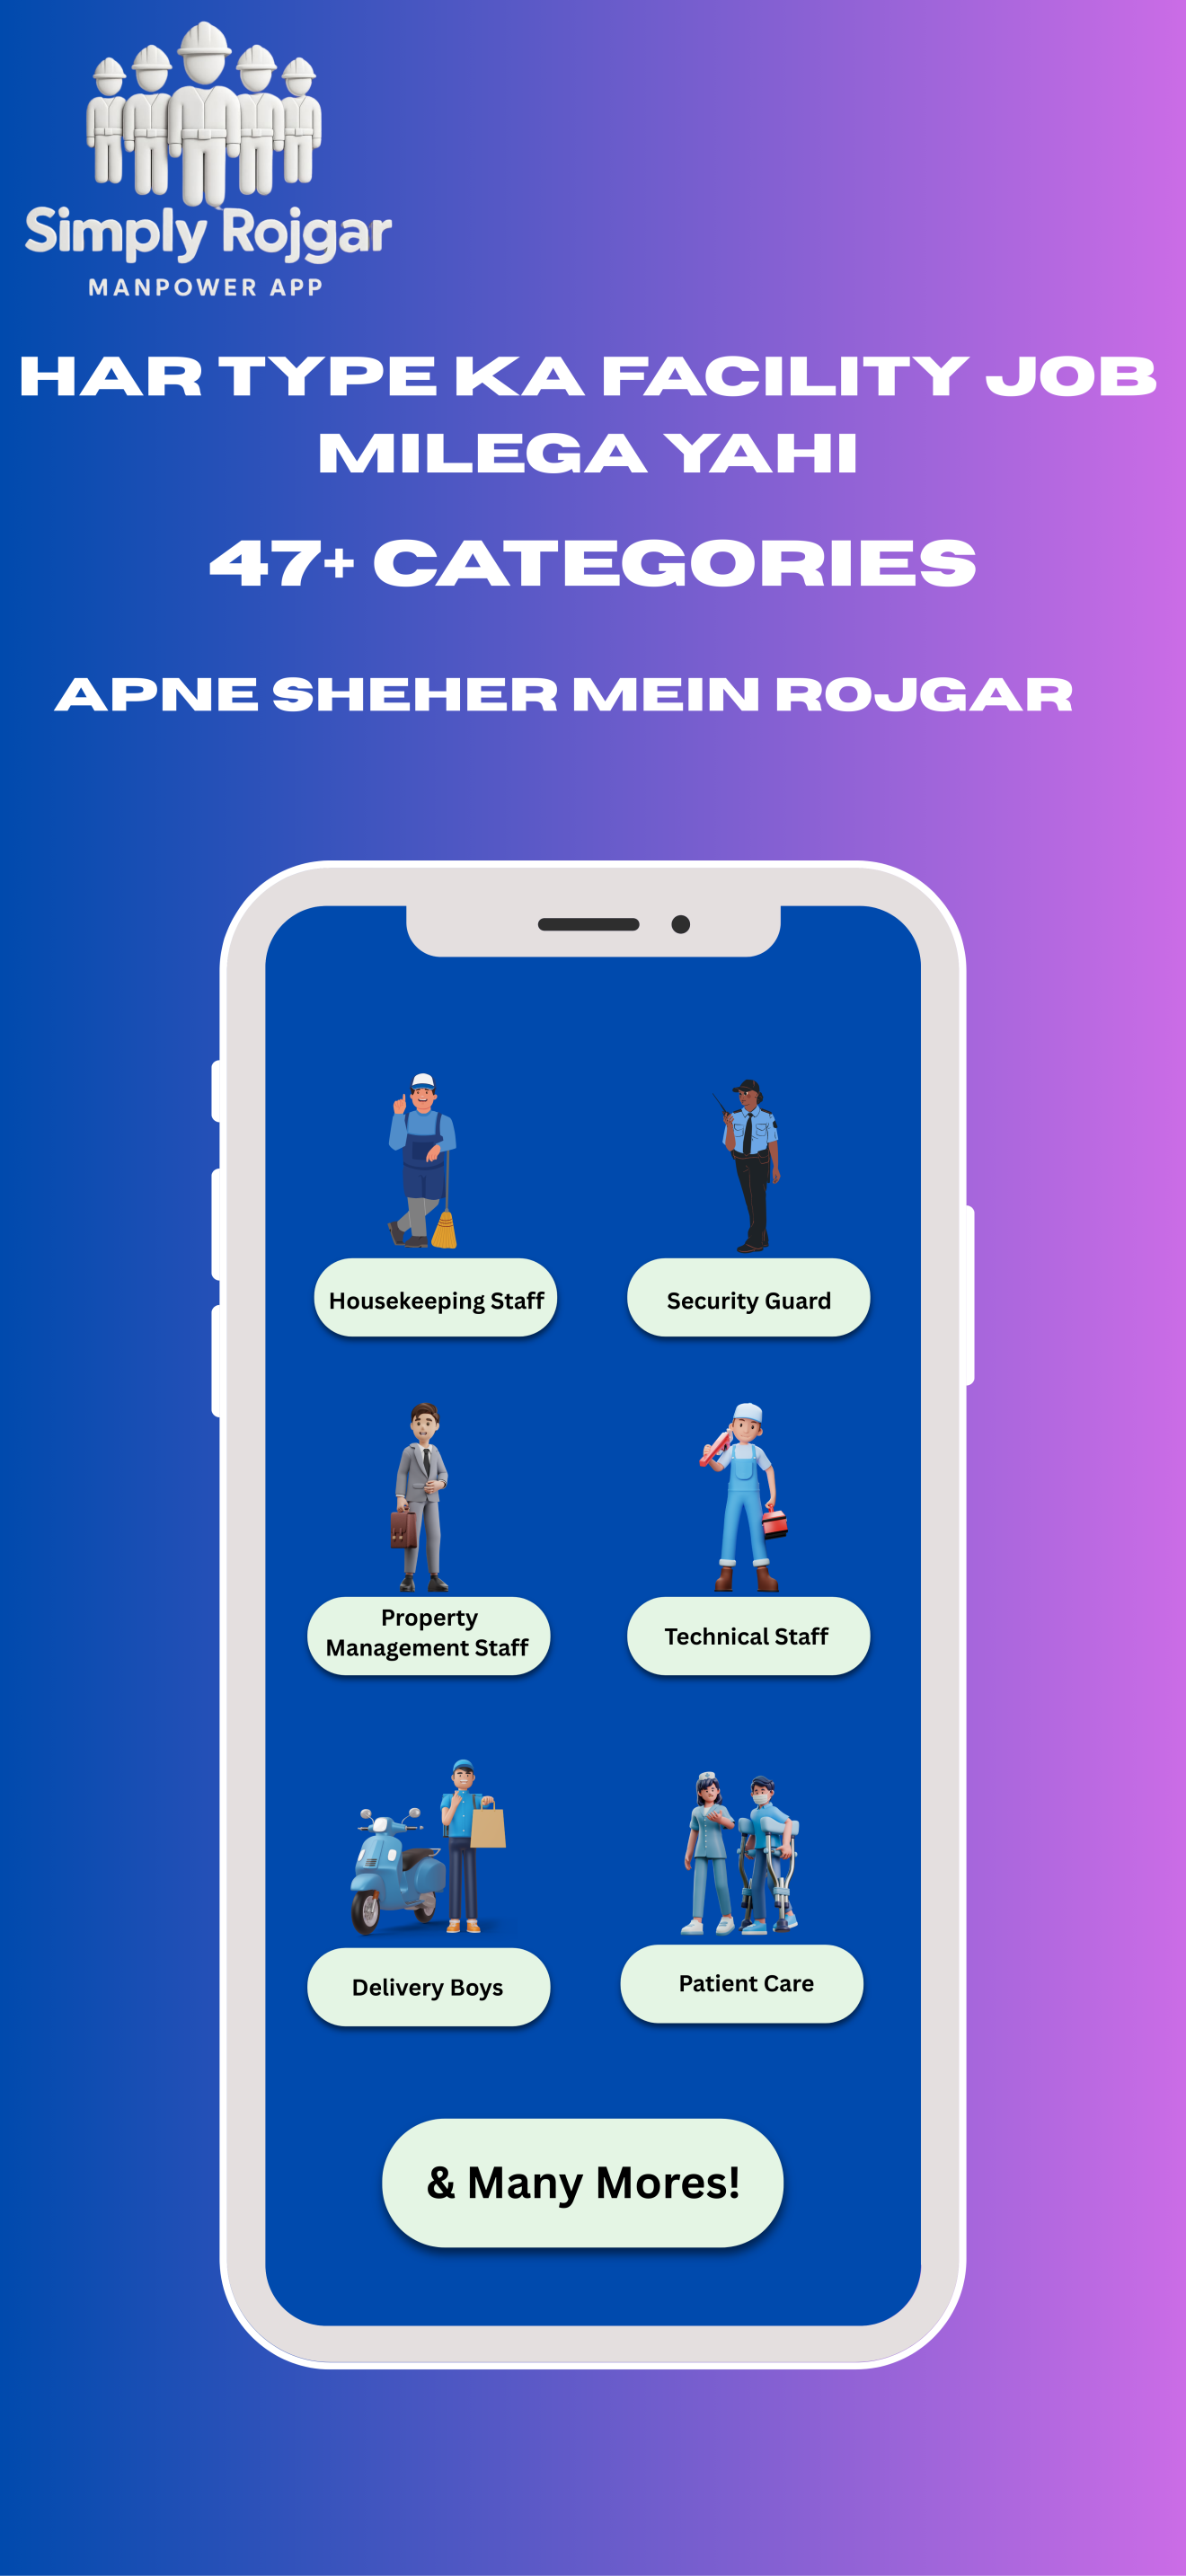 Simply Rojgar
MANPOWER APP
HAR TYPE KA FACILITY JOB
MILEGA YAHI
47+ CATEGORIES
APNE SHEHER MEIN ROJGAR
Housekeeping Staff
Security Guard
Property
Management Staff
Technical Staff
Delivery Boys
Patient Care
& Many Mores!